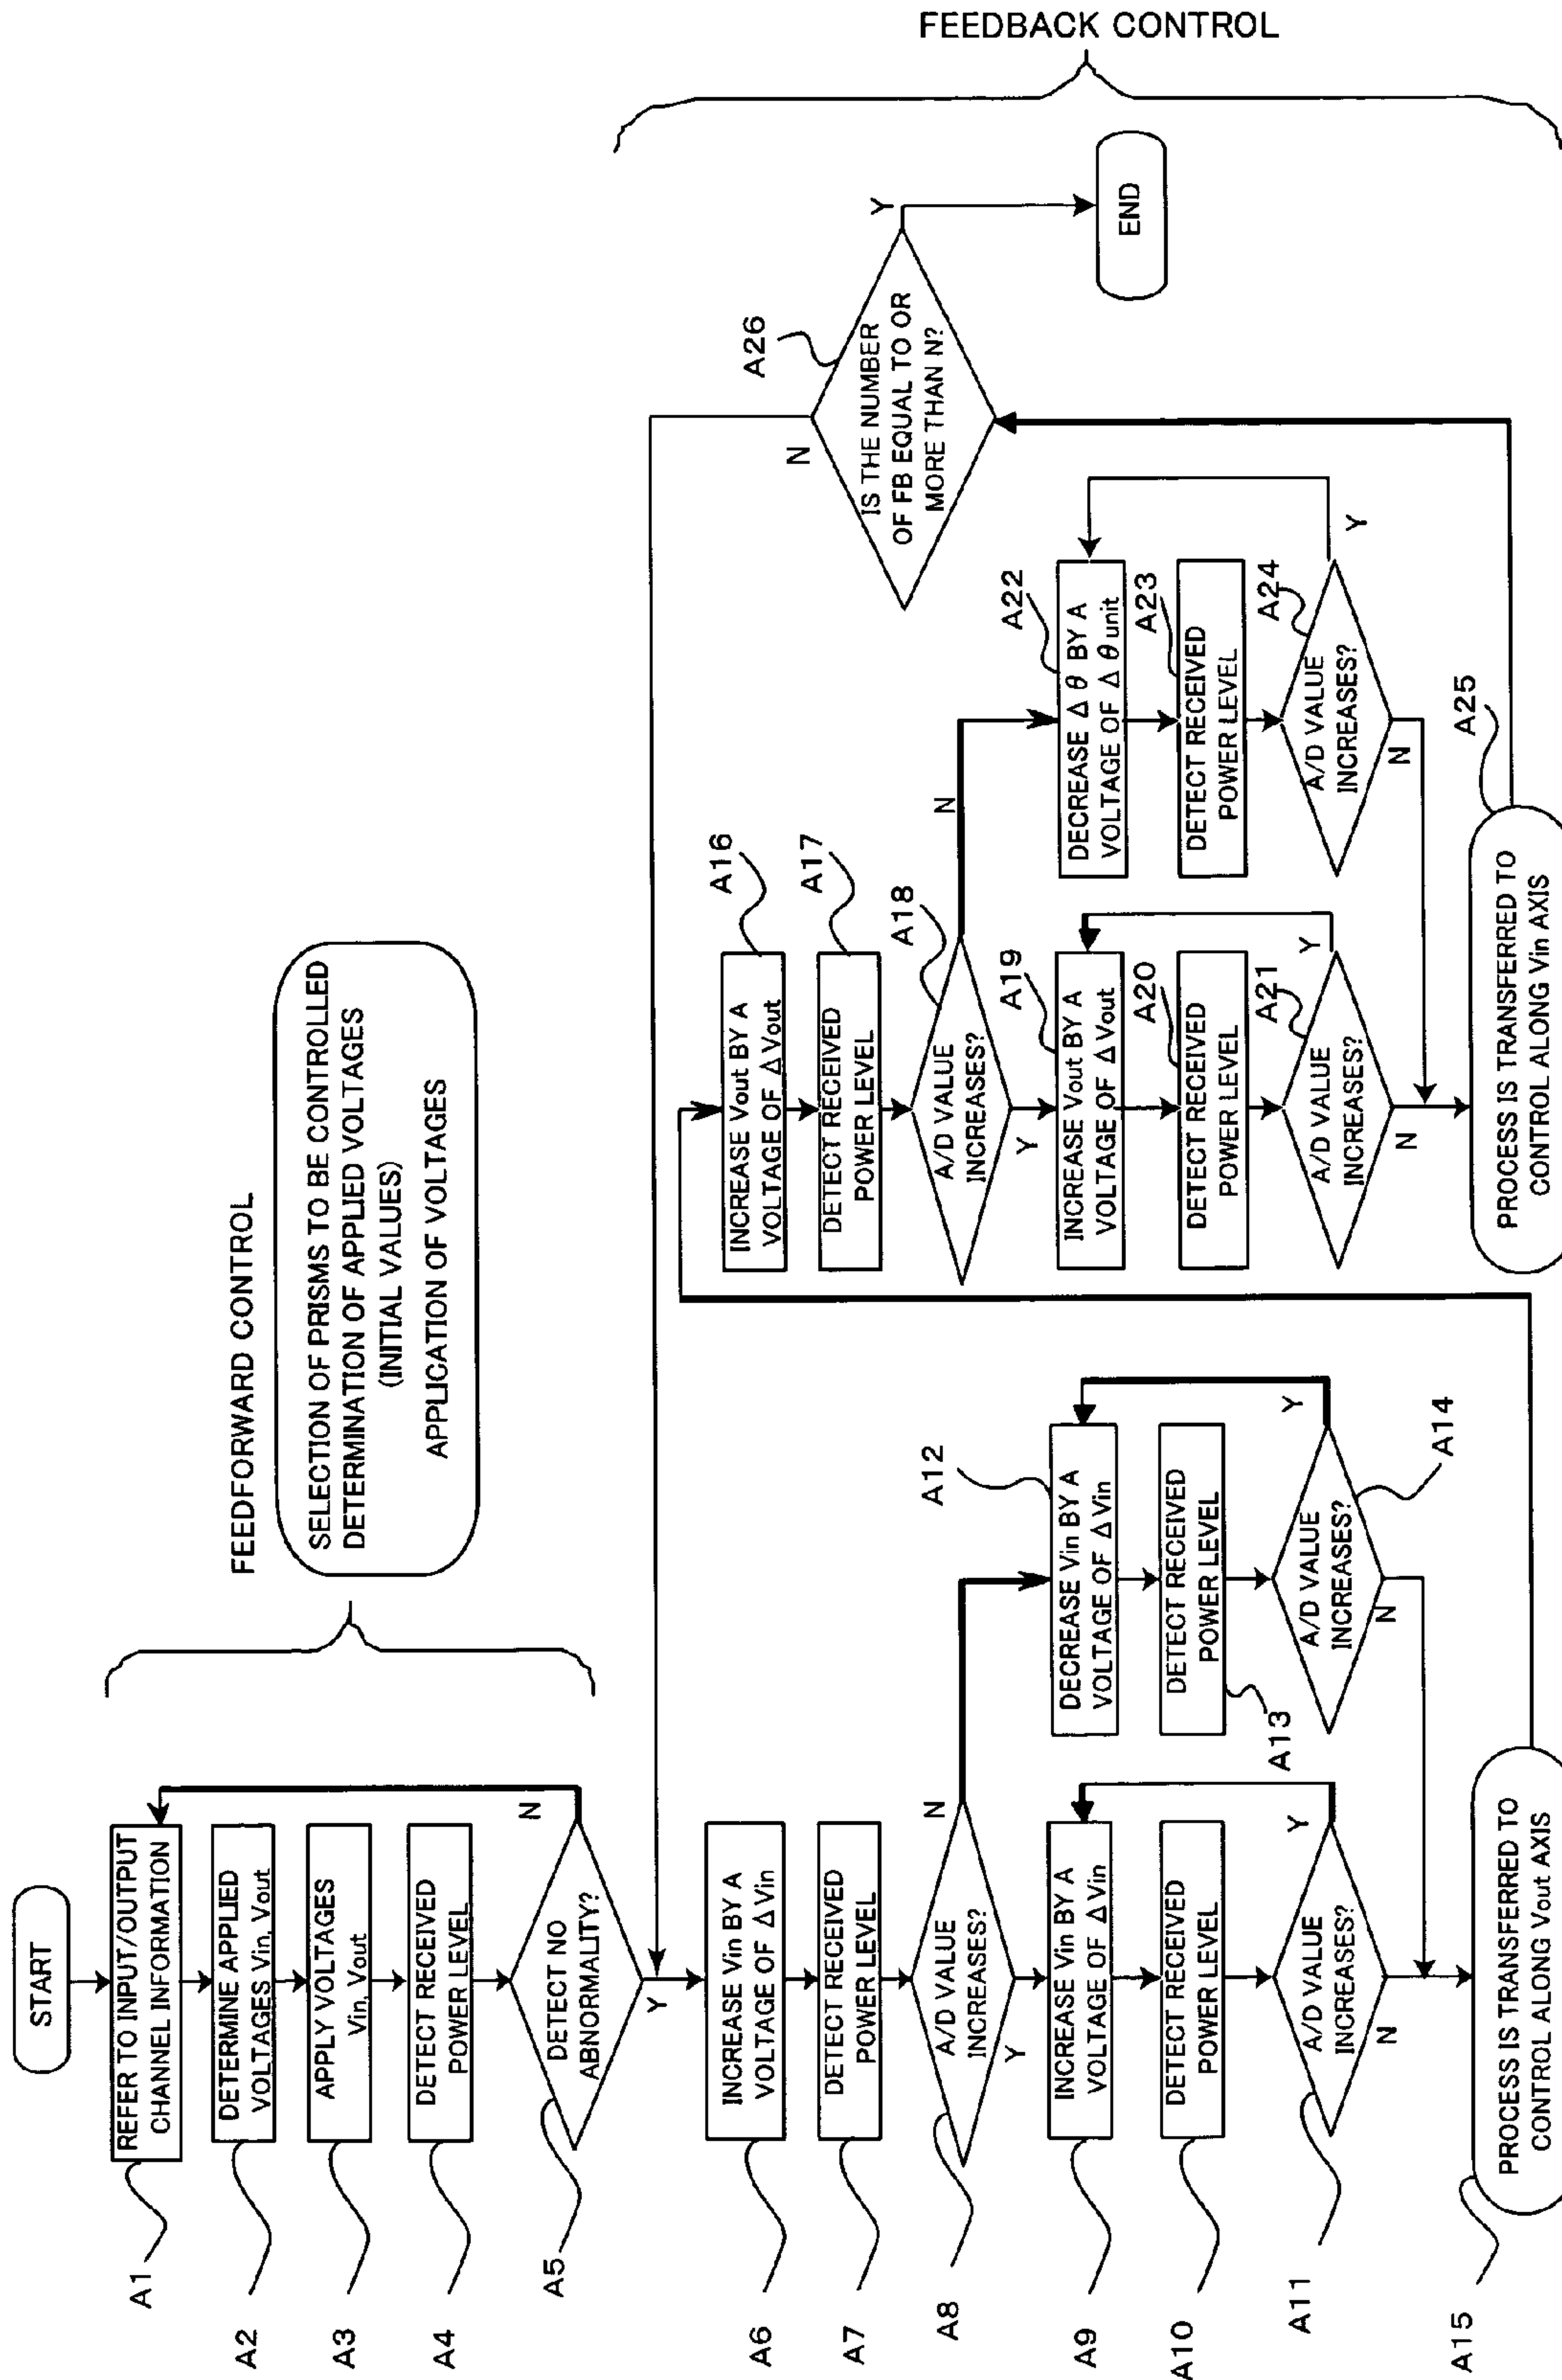 START
A1
REFER TO INPUT/OUTPUT
CHANNEL INFORMATION
A2
DETERMINE APPLIED
VOLTAGES Vin, Vout
A3
APPLY VOLTAGES
Vin, Vout
A4
DETECT RECEIVED
POWER LEVEL
A5
DETECT NO
ABNORMALITY?
N
Y
FEEDFORWARD CONTROL
SELECTION OF PRISMS TO BE CONTROLLED
DETERMINATION OF APPLIED VOLTAGES
(INITIAL VALUES)
APPLICATION OF VOLTAGES
A6
INCREASE Vin BY A
VOLTAGE OF ΔVin
A7
DETECT RECEIVED
POWER LEVEL
A8
A/D VALUE
INCREASES?
N
Y
A9
INCREASE Vin BY A
VOLTAGE OF ΔVin
A10
DETECT RECEIVED
POWER LEVEL
A11
A/D VALUE
INCREASES?
Y
N
A12
DECREASE Vin BY A
VOLTAGE OF ΔVin
A13
DETECT RECEIVED
POWER LEVEL
A14
A/D VALUE
INCREASES?
Y
N
A15
PROCESS IS TRANSFERRED TO
CONTROL ALONG Vout AXIS
A16
INCREASE Vout BY A
VOLTAGE OF ΔVout
A17
DETECT RECEIVED
POWER LEVEL
A18
A/D VALUE
INCREASES?
N
Y
A19
INCREASE Vout BY A
VOLTAGE OF ΔVout
A20
DETECT RECEIVED
POWER LEVEL
A21
A/D VALUE
INCREASES?
Y
N
A22
DECREASE Δθ BY A
VOLTAGE OF Δθunit
A23
DETECT RECEIVED
POWER LEVEL
A24
A/D VALUE
INCREASES?
Y
N
A25
PROCESS IS TRANSFERRED TO
CONTROL ALONG Vin AXIS
A26
IS THE NUMBER
OF FB EQUAL TO OR
MORE THAN N?
N
Y
END
FEEDBACK CONTROL